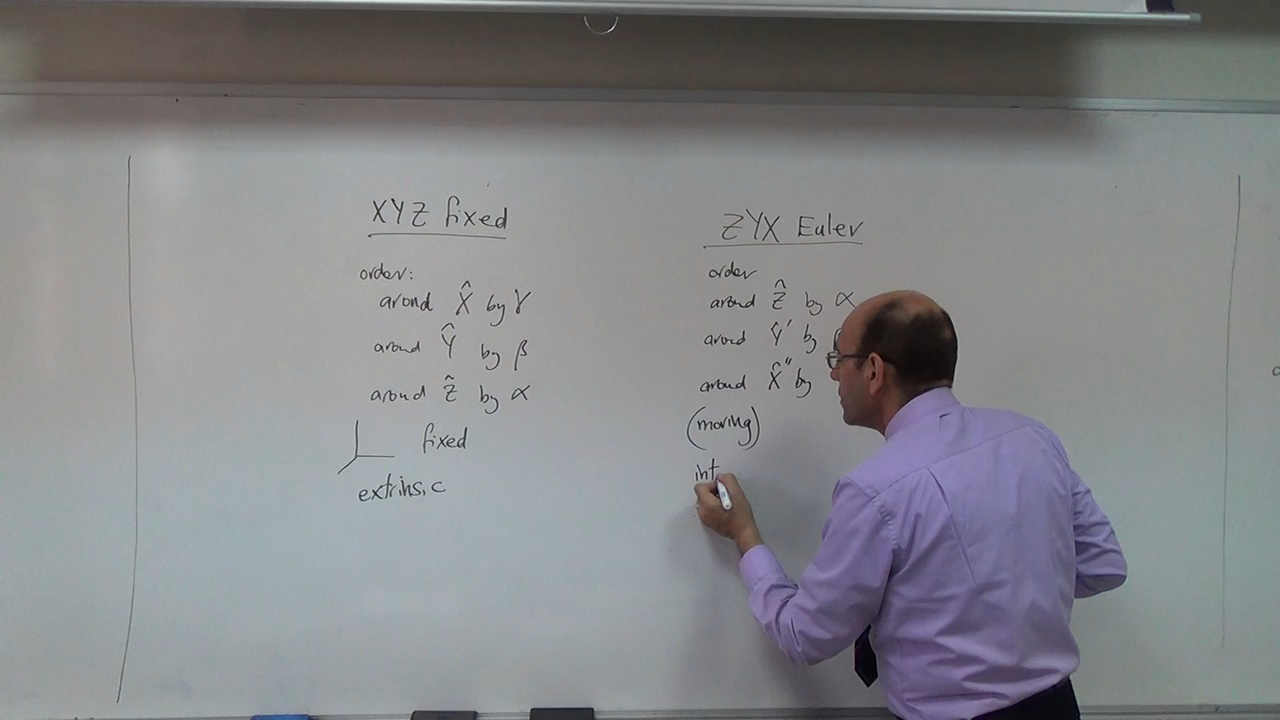 XYZ fixed
order:
arond X̂ by γ
around Ŷ by β
around Ẑ by α
fixed
extrinsic
ZYX Euler
order
around Ẑ by α
around Ŷ' by
around X̂" by
(moving)
int